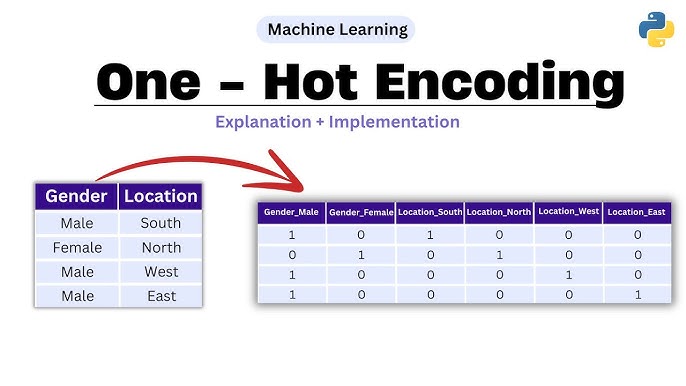 Machine Learning
One - Hot Encoding
Explanation + Implementation
Gender Location
Male South
Female North
Male West
Male East
Gender_Male Gender_Female Location_South Location_North Location_West Location_East
1 0 1 0 0 0
0 1 0 1 0 0
1 0 0 0 1 0
1 0 0 0 0 1